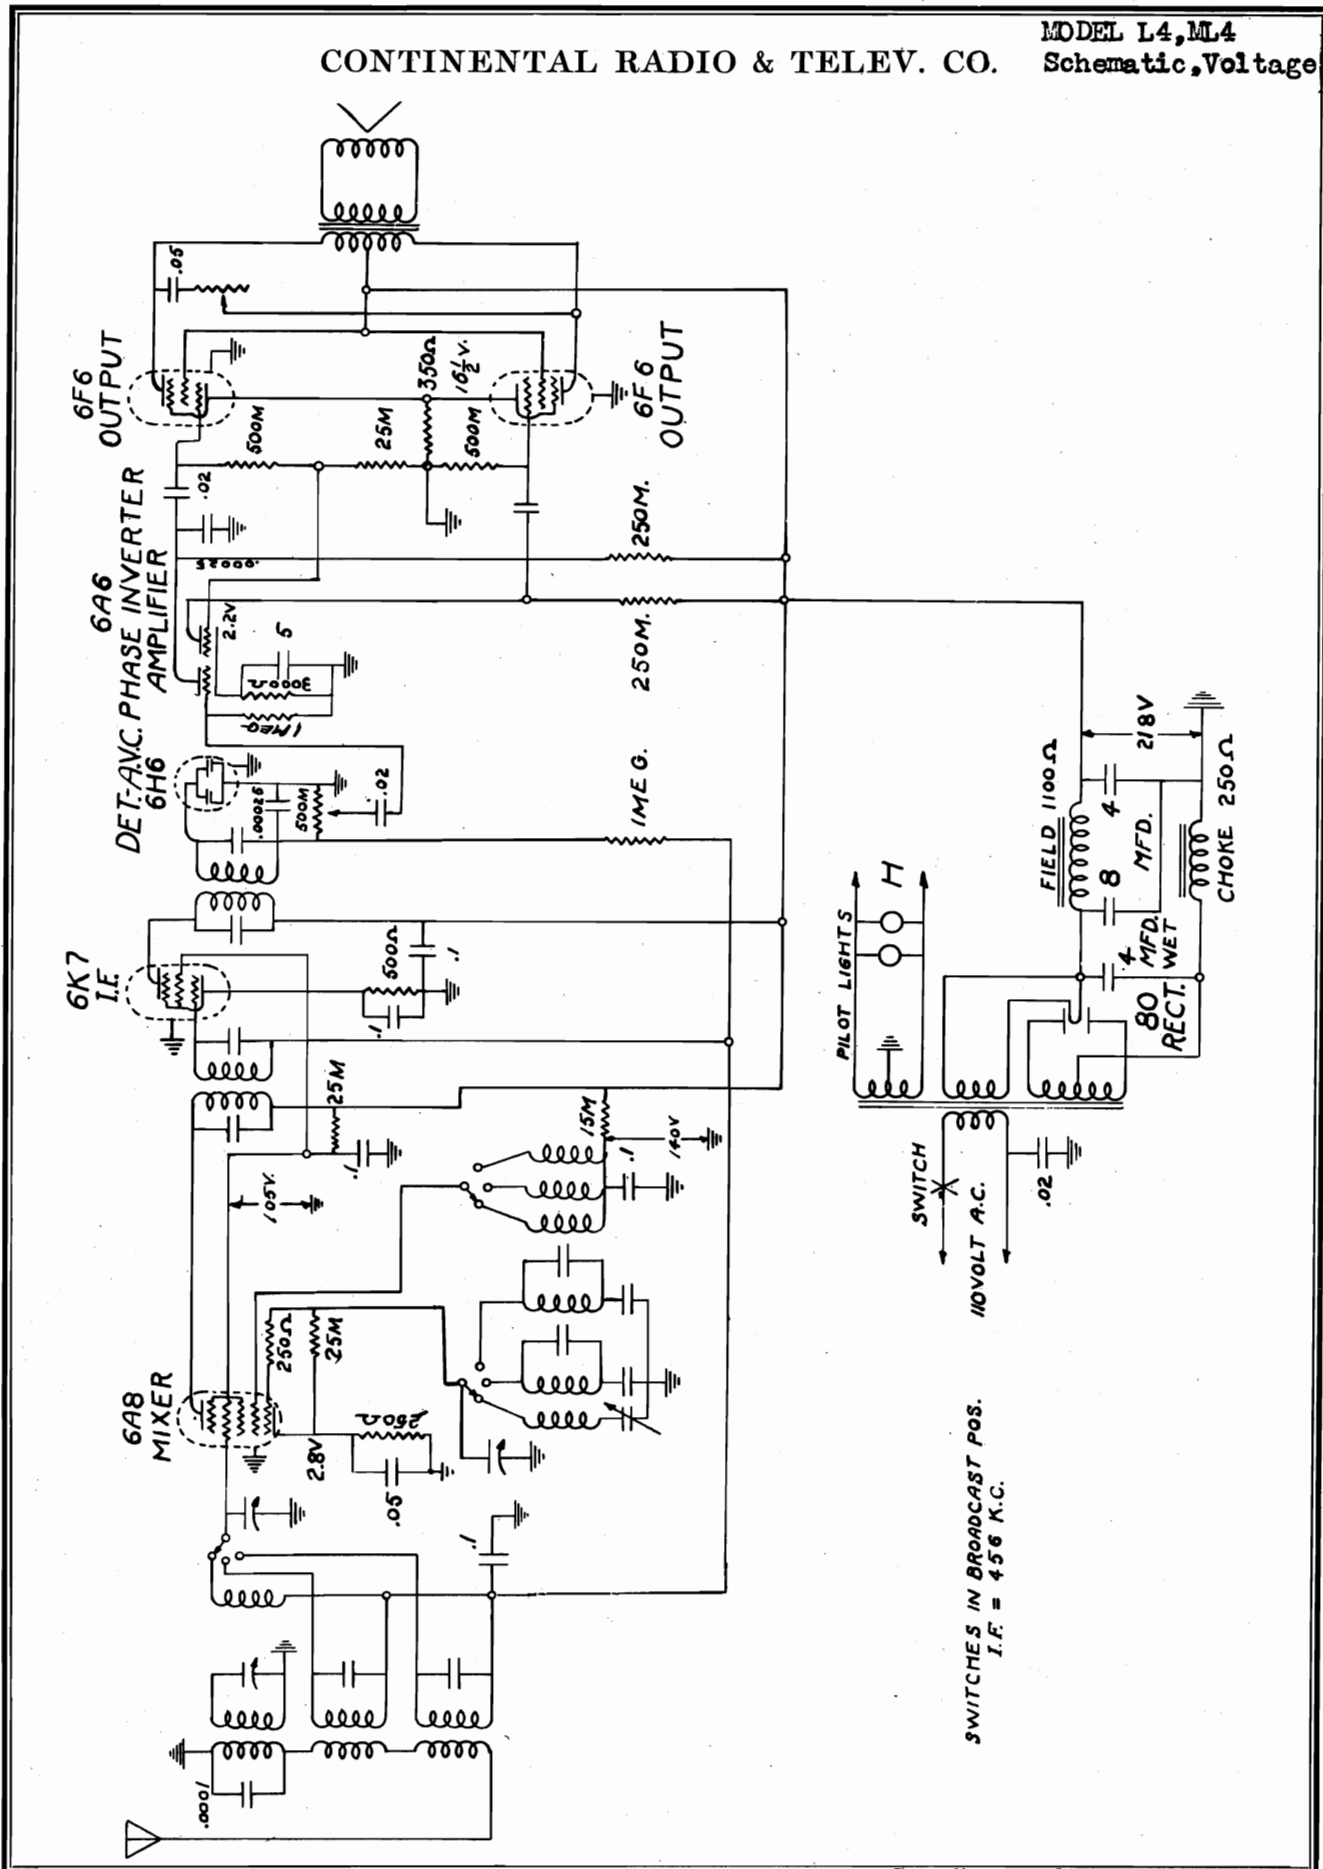 MODEL L4,ML4
CONTINENTAL RADIO & TELEV. CO.
Schematic,Voltage
.05
6F6
OUTPUT
350Ω
16½V.
6F6
OUTPUT
500M
25M
500M
.02
.00025
250M.
6A6
DET.-A.V.C. PHASE INVERTER
AMPLIFIER
2.2V
5
3000Ω
1MEG
250M.
6H6
.00025
500M
.02
1MEG.
218V
FIELD 1100Ω
4
8
MFD.
CHOKE 250Ω
PILOT LIGHTS
H
4
MFD.
WET
80
RECT.
6K7
I.F.
500Ω
.1
.1
25M
.1
105V.
15M
140V
.1
SWITCH
110VOLT A.C.
.02
6A8
MIXER
250Ω
25M
2.8V
250Ω
.05
.1
.0001
SWITCHES IN BROADCAST POS.
I.F. = 456 K.C.